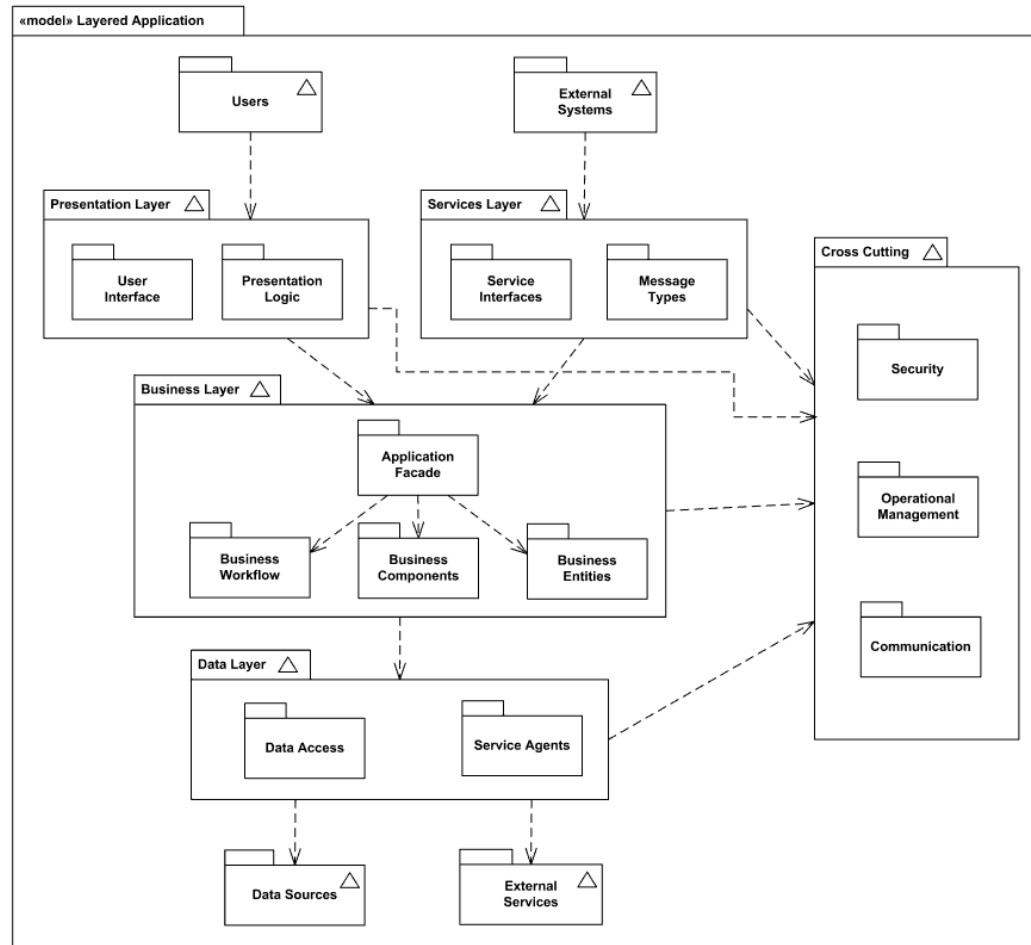 «model» Layered Application
Users
External
Systems
Presentation Layer
Services Layer
User
Interface
Presentation
Logic
Service
Interfaces
Message
Types
Cross Cutting
Security
Business Layer
Application
Facade
Operational
Management
Business
Workflow
Business
Components
Business
Entities
Communication
Data Layer
Data Access
Service Agents
Data Sources
External
Services